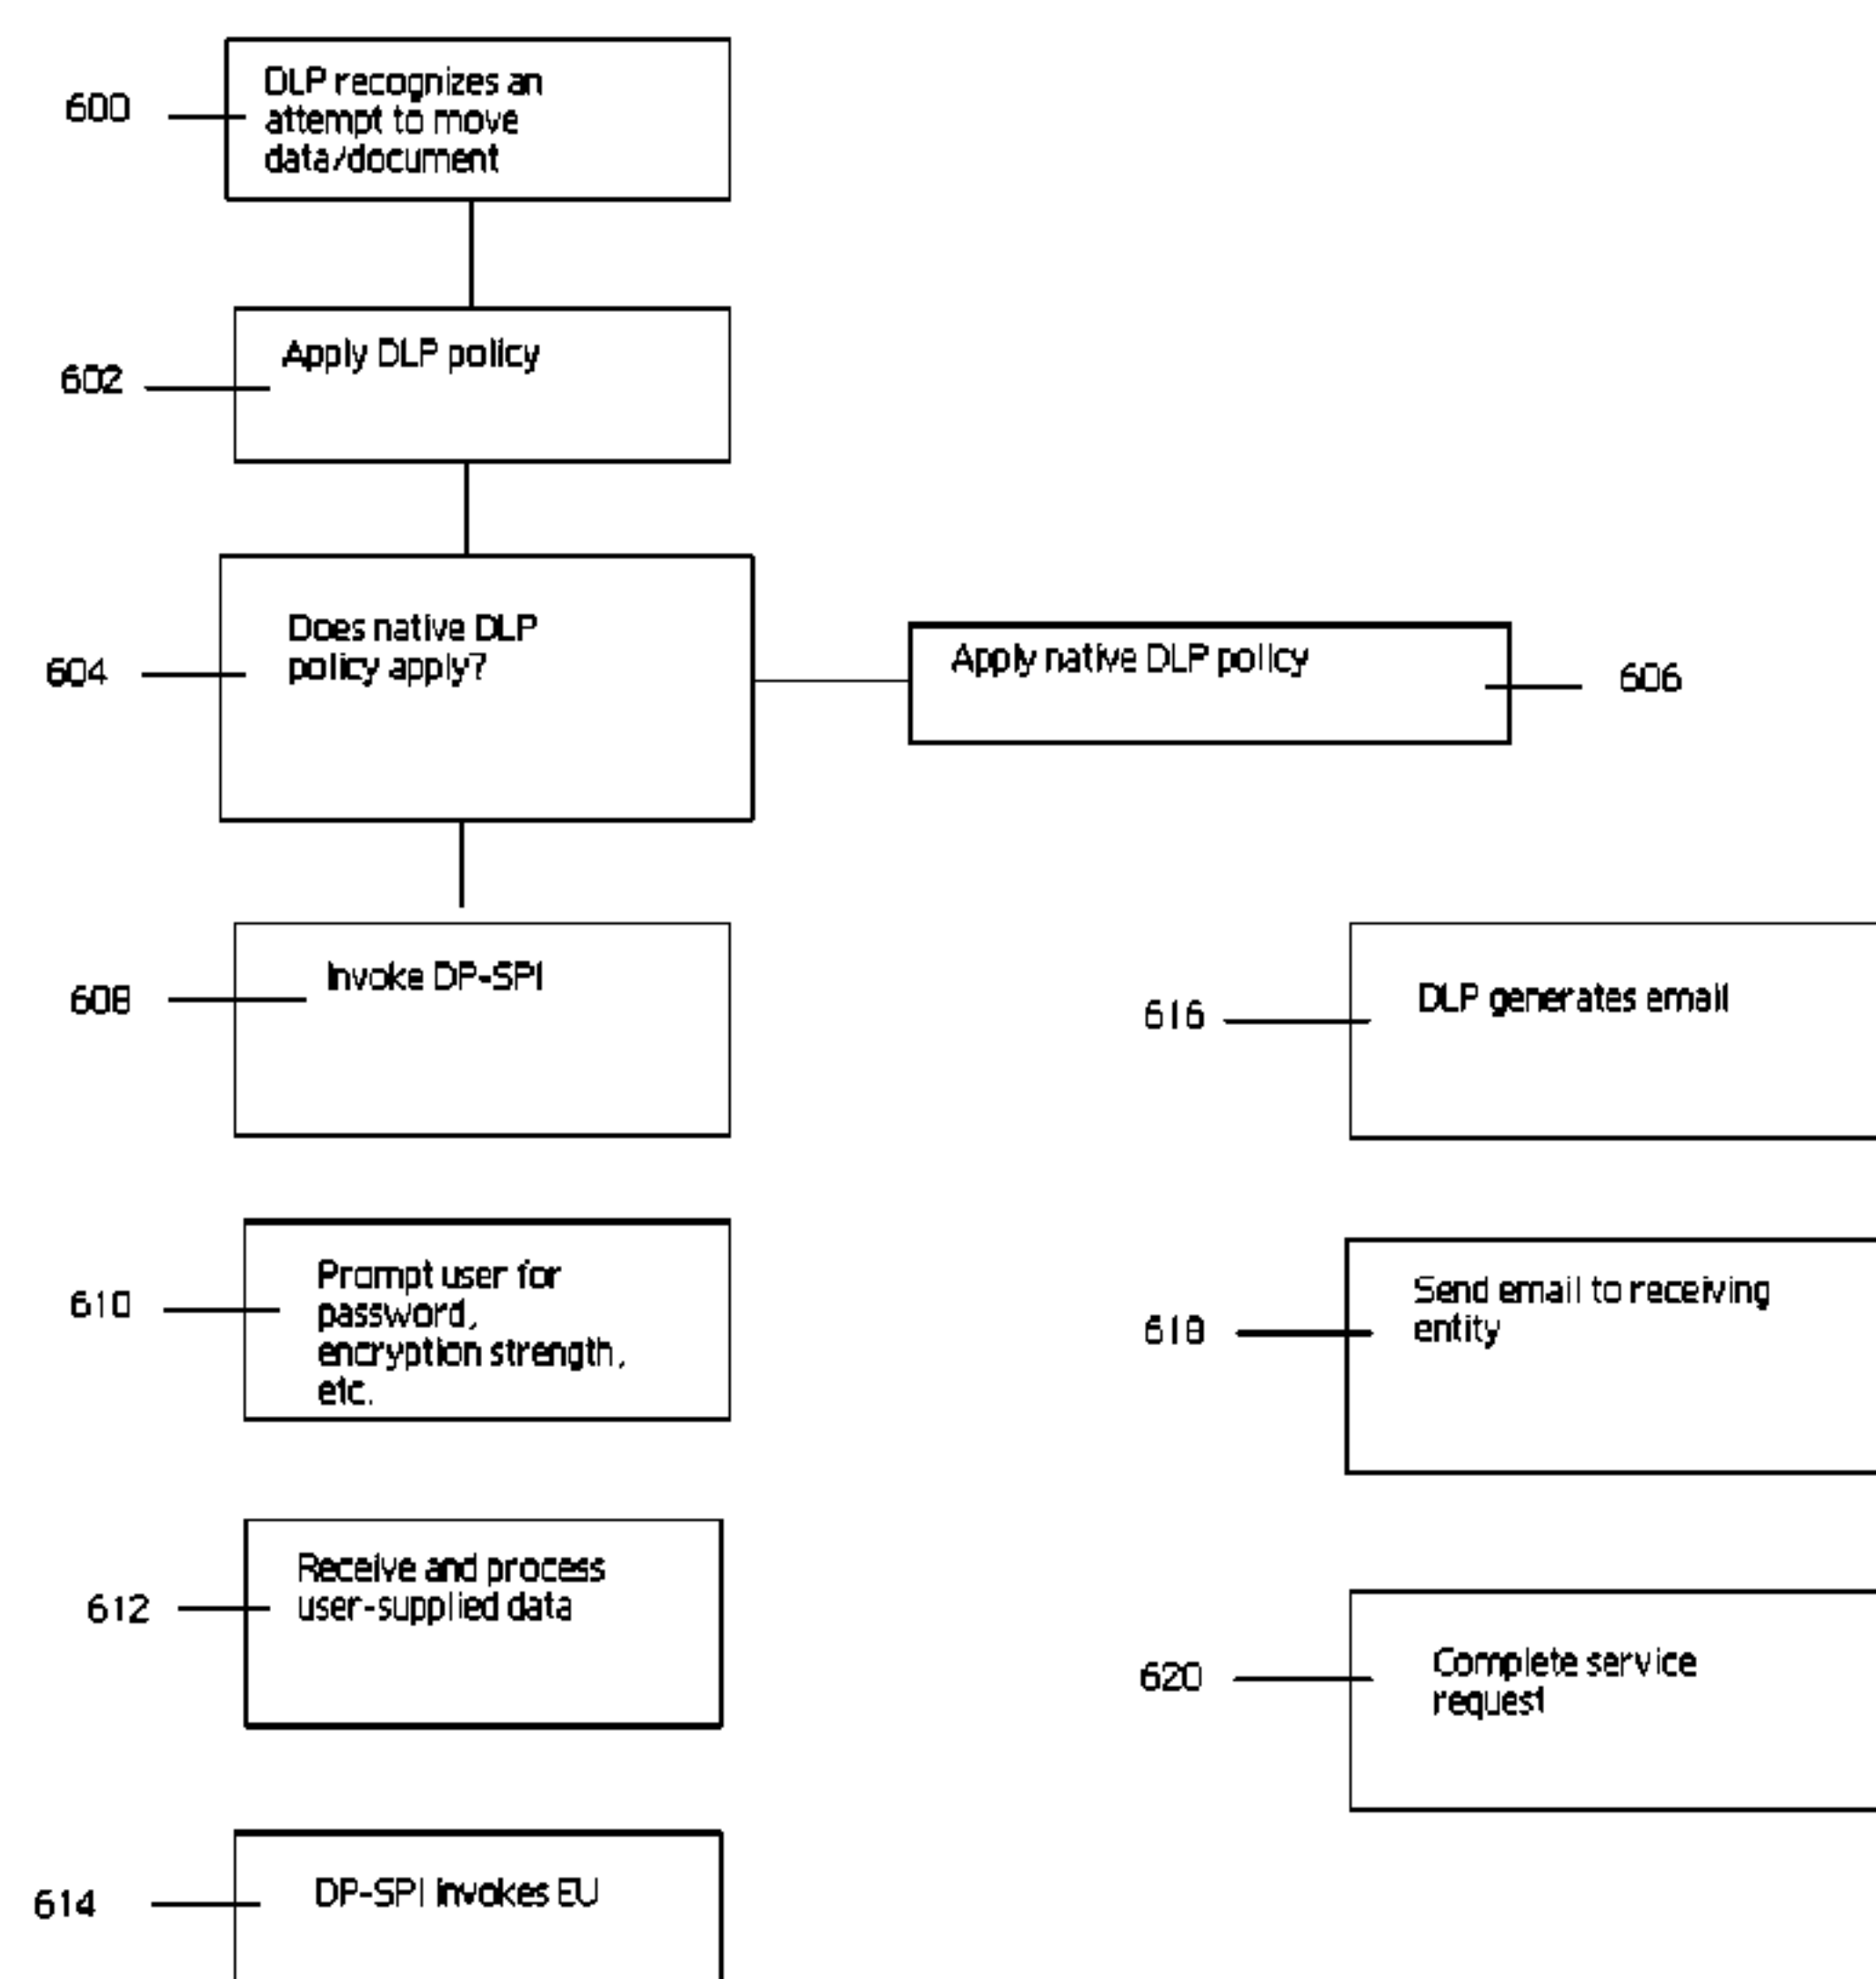 600
DLP recognizes an
attempt to move
data/document
602
Apply DLP policy
604
Does native DLP
policy apply?
Apply native DLP policy
606
608
Invoke DP-SPI
610
Prompt user for
password,
encryption strength,
etc.
612
Receive and process
user-supplied data
614
DP-SPI invokes EU
616
DLP generates email
618
Send email to receiving
entity
620
Complete service
request